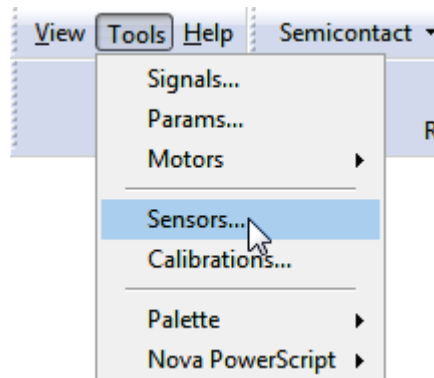 View Tools Help Semicontact
Signals...
Params...
Motors
Sensors...
Calibrations...
Palette
Nova PowerScript